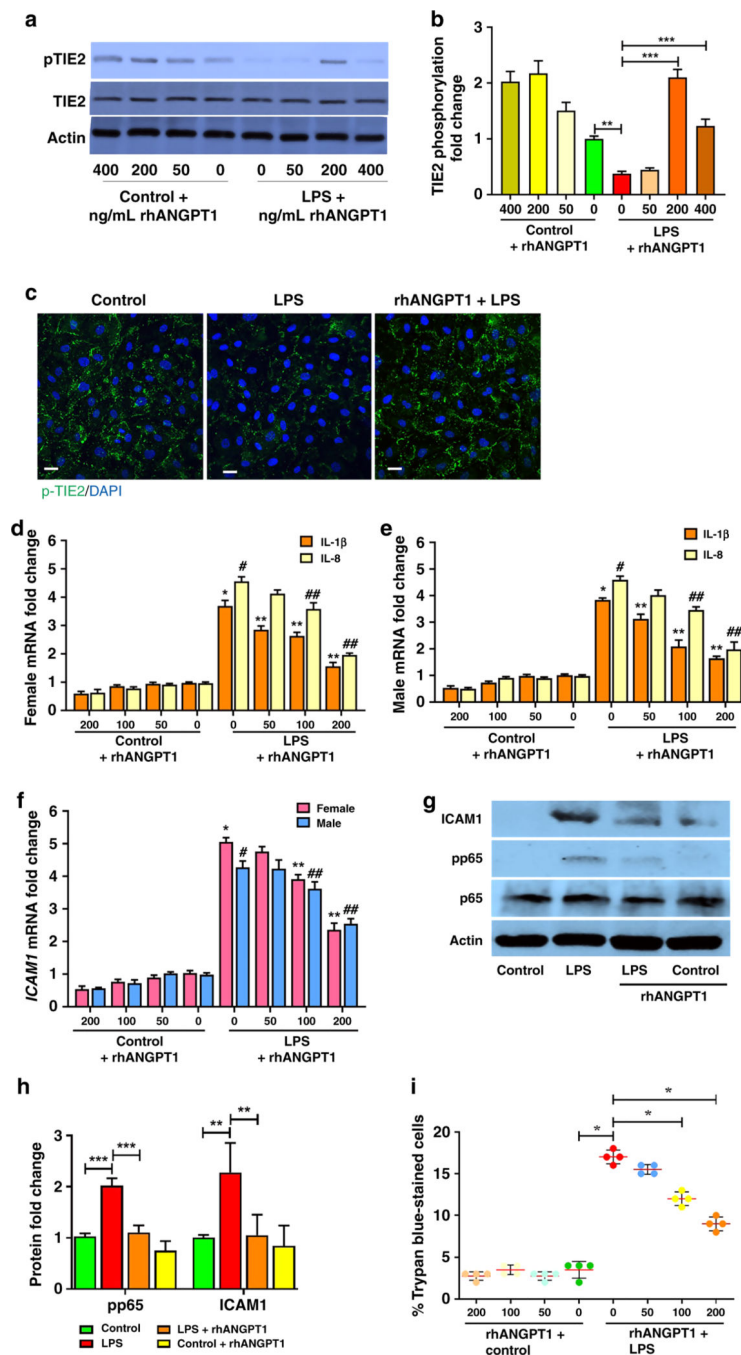 a
pTIE2
TIE2
Actin
400 200 50 0 0 50 200 400
Control + LPS +
ng/mL rhANGPT1 ng/mL rhANGPT1
b
TIE2 phosphorylation
fold change
3
2
1
0
**
***
***
400 200 50 0 0 50 200 400
Control LPS
+ rhANGPT1 + rhANGPT1
c
Control LPS rhANGPT1 + LPS
p-TIE2/DAPI
d
Female mRNA fold change
6
5
4
3
2
1
0
IL-1β
IL-8
* # ** ** ## ** ##
200 100 50 0 0 50 100 200
Control LPS
+ rhANGPT1 + rhANGPT1
e
Male mRNA fold change
6
5
4
3
2
1
0
IL-1β
IL-8
* # ** ** ## ** ##
200 100 50 0 0 50 100 200
Control LPS
+ rhANGPT1 + rhANGPT1
f
ICAM1 mRNA fold change
6
5
4
3
2
1
0
Female
Male
* # ** ## ** ##
200 100 50 0 0 50 100 200
Control LPS
+ rhANGPT1 + rhANGPT1
g
ICAM1
pp65
p65
Actin
Control LPS LPS Control
rhANGPT1
h
Protein fold change
3
2
1
0
*** *** ** **
pp65 ICAM1
Control LPS + rhANGPT1
LPS Control + rhANGPT1
i
% Trypan blue-stained cells
20
15
10
5
0
*
*
*
200 100 50 0 0 50 100 200
rhANGPT1 + rhANGPT1 +
control LPS